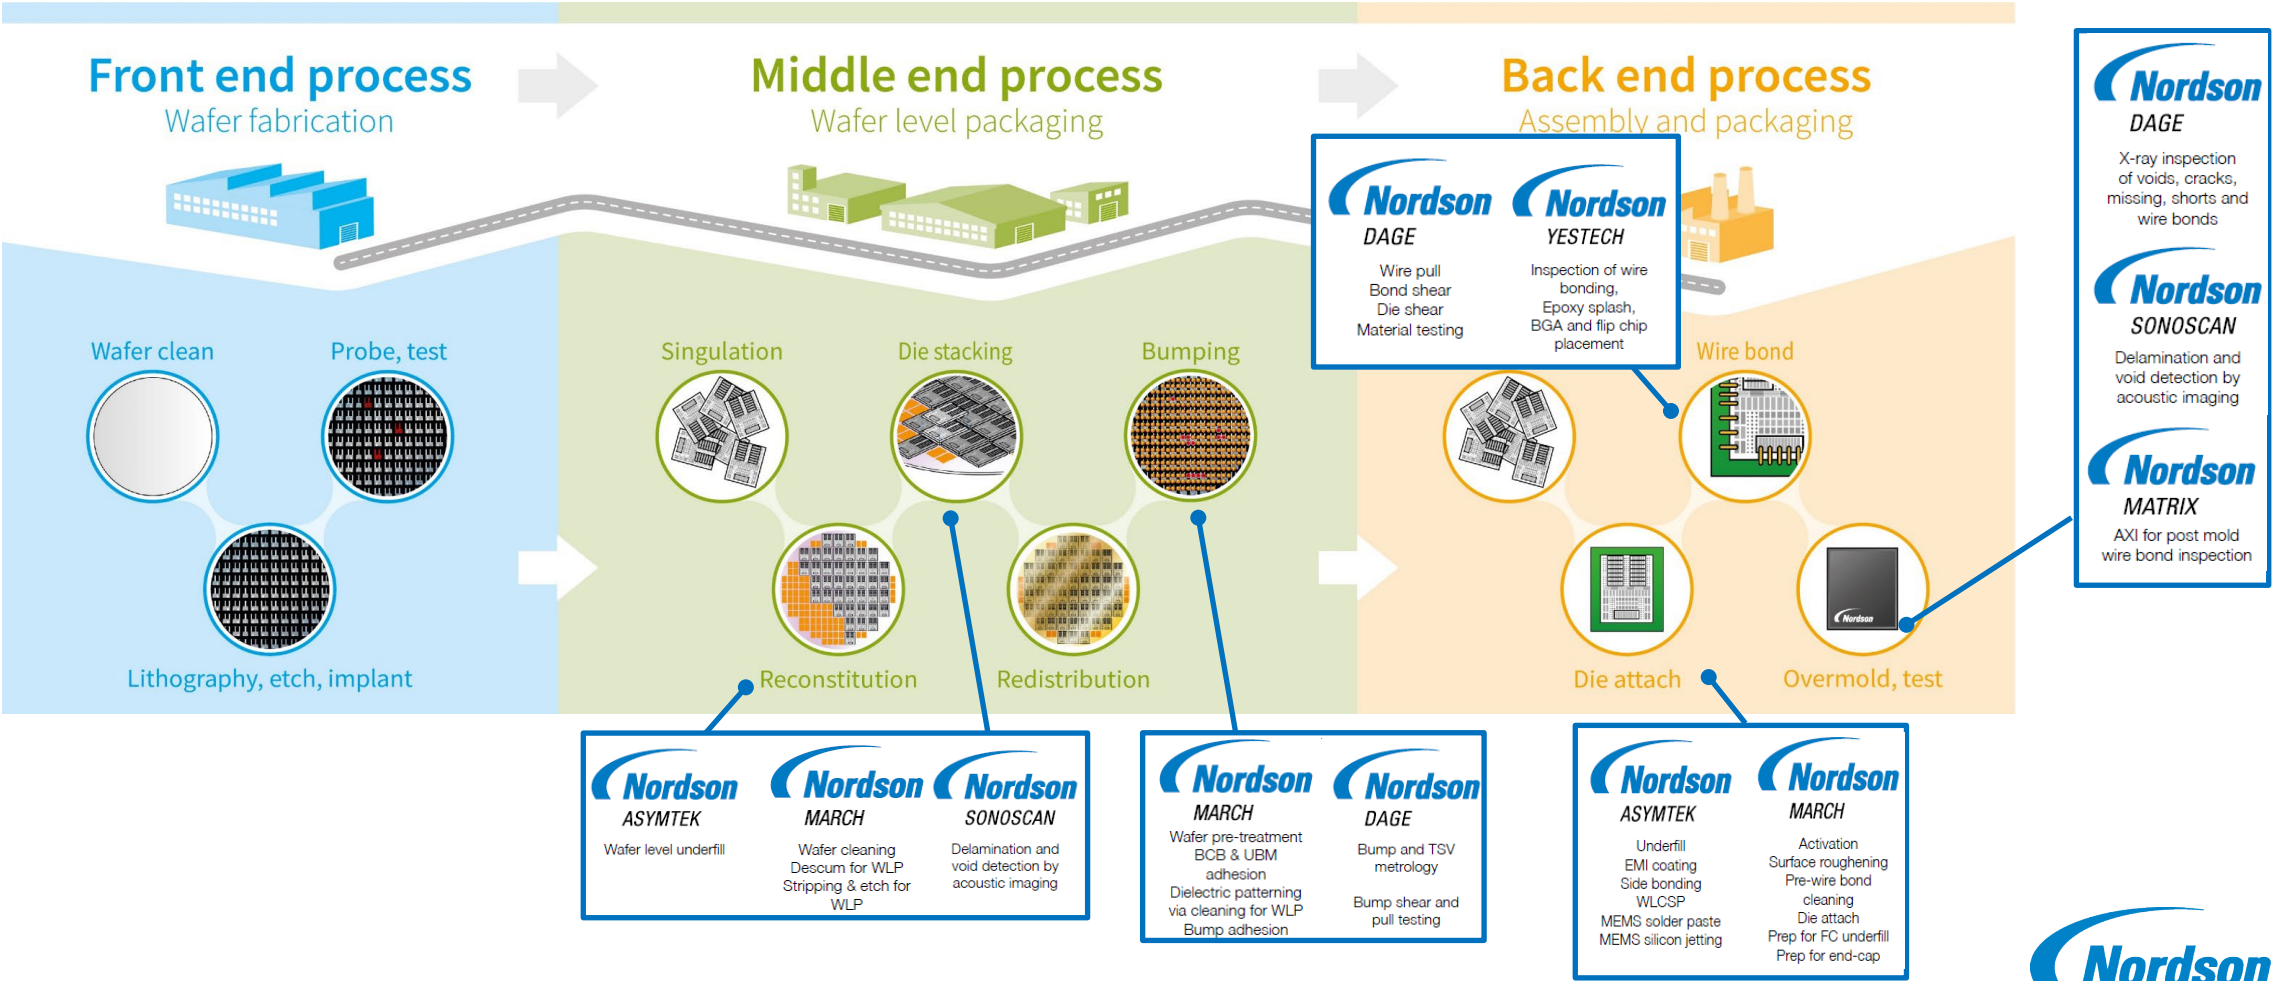 Front end process
Wafer fabrication
Middle end process
Wafer level packaging
Back end process
Assembly and packaging
Wafer clean
Probe, test
Lithography, etch, implant
Singulation
Die stacking
Bumping
Reconstitution
Redistribution
Wire bond
Die attach
Overmold, test
Nordson
Nordson
DAGE
Wire pull
Bond shear
Die shear
Material testing
Nordson
YESTECH
Inspection of wire
bonding,
Epoxy splash,
BGA and flip chip
placement
Nordson
DAGE
X-ray inspection
of voids, cracks,
missing, shorts and
wire bonds
Nordson
SONOSCAN
Delamination and
void detection by
acoustic imaging
Nordson
MATRIX
AXI for post mold
wire bond inspection
Nordson
ASYMTEK
Wafer level underfill
Nordson
MARCH
Wafer cleaning
Descum for WLP
Stripping & etch for
WLP
Nordson
SONOSCAN
Delamination and
void detection by
acoustic imaging
Nordson
MARCH
Wafer pre-treatment
BCB & UBM
adhesion
Dielectric patterning
via cleaning for WLP
Bump adhesion
Nordson
DAGE
Bump and TSV
metrology
Bump shear and
pull testing
Nordson
ASYMTEK
Underfill
EMI coating
Side bonding
WLCSP
MEMS solder paste
MEMS silicon jetting
Nordson
MARCH
Activation
Surface roughening
Pre-wire bond
cleaning
Die attach
Prep for FC underfill
Prep for end-cap
Nordson